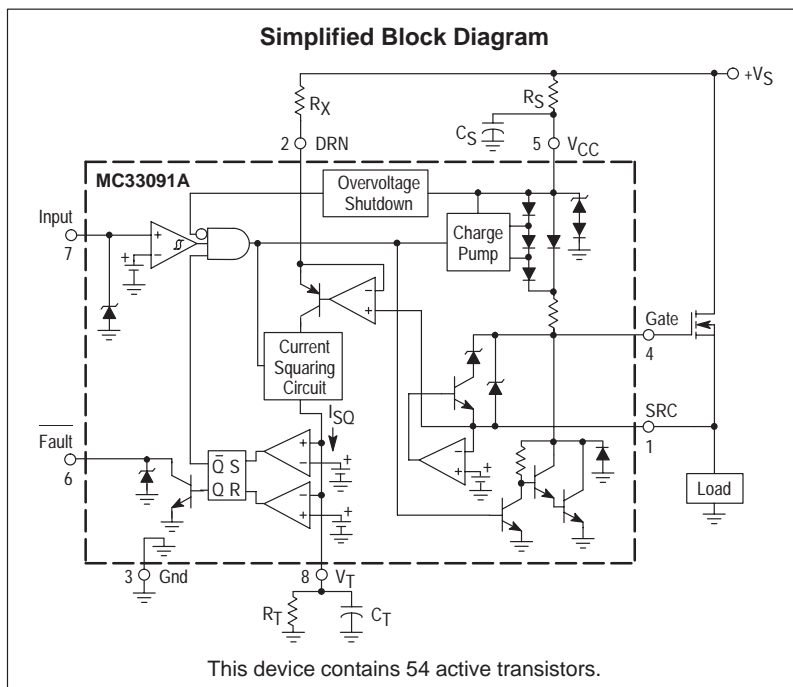 Simplified Block Diagram
+VS
RX
RS
CS
2 DRN
5 VCC
MC33091A
Overvoltage
Shutdown
Input
7
+
−
Charge
Pump
−
+
Gate
4
Current
Squaring
Circuit
ISQ
SRC
1
Fault
6
Q S
Q R
+
−
+
−
+
+
−
+
+
Load
3 Gnd
8 VT
RT
CT
This device contains 54 active transistors.